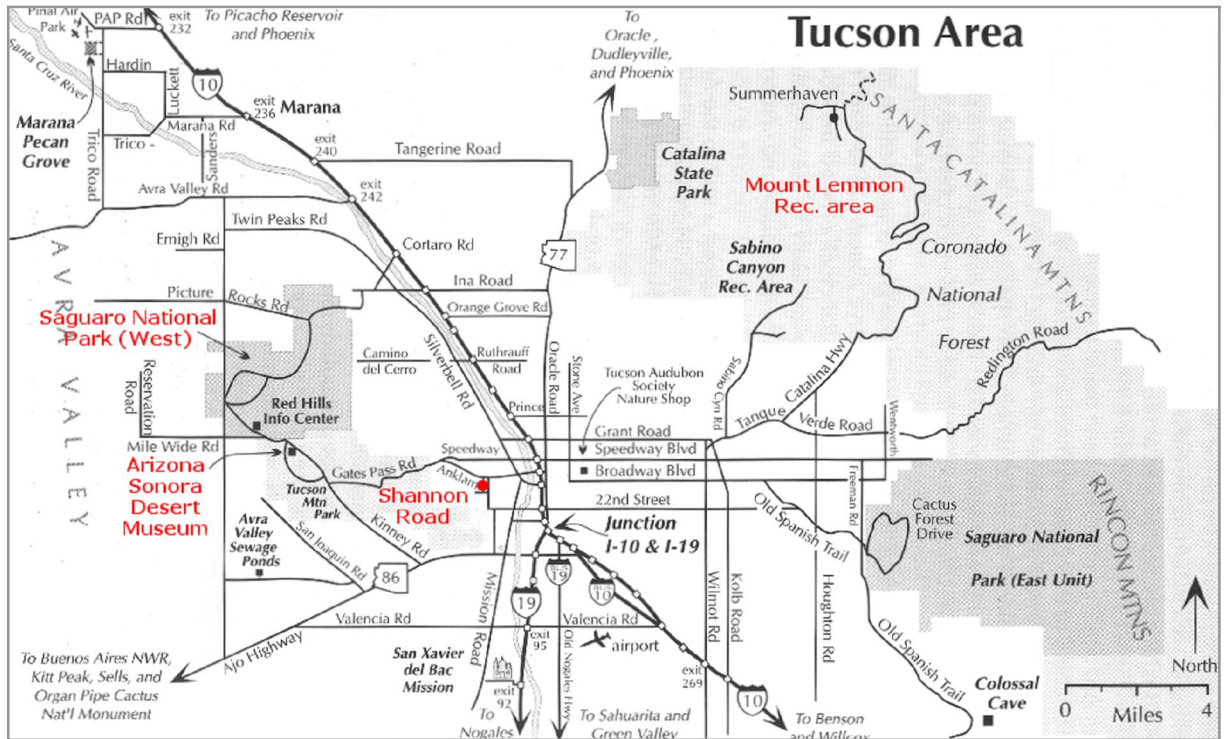 Tucson Area
Pinal Air
Park
PAP Rd
exit
232
To Picacho Reservoir
and Phoenix
To
Oracle ,
Dudleyville,
and Phoenix
Santa Cruz River
Hardin
Luckett
10
exit
236
Marana
Marana Rd
Marana
Pecan
Grove
Trico Road
Trico -
Sanders
exit
240
Tangerine Road
Summerhaven
SANTA CATALINA MTNS
Catalina
State
Park
Mount Lemmon
Rec. area
Avra Valley Rd
exit
242
Twin Peaks Rd
Emigh Rd
Cortaro Rd
77
Sabino
Canyon
Rec. Area
Coronado
National
Forest
AVRA VALLEY
Picture
Rocks Rd
Ina Road
Orange Grove Rd
Saguaro National
Park (West)
Silverbell Rd
Camino
del Cerro
Ruthrauff
Road
Oracle Road
Stone Ave
Tucson Audubon
Society
Nature Shop
Sabino Cyn Rd
Catalina Hwy
Redington Road
Reservation
Road
Red Hills
Info Center
Prince
Grant Road
Tanque
Verde Road
Wentworth
Mile Wide Rd
Speedway
Speedway Blvd
Arizona
Sonora
Desert
Museum
Gates Pass Rd
Anklam
Broadway Blvd
Tucson
Mtn
Park
Shannon
Road
22nd Street
Freeman Rd
Old Spanish Trail
Cactus
Forest
Drive
RINCON MTNS
Avra
Valley
Sewage
Ponds
San Joaquin Rd
Kinney Rd
Junction
I-10 & I-19
Saguaro National
Park (East Unit)
86
Mission Road
19
BUS
19
BUS
10
Wilmot Rd
Kolb Road
Houghton Rd
Valencia Rd
exit
95
Valencia Rd
airport
Ajo Highway
San Xavier
del Bac
Mission
exit
92
Old Nogales Hwy
exit
269
10
Old Spanish Trail
North
To Buenos Aires NWR,
Kitt Peak, Sells, and
Organ Pipe Cactus
Nat'l Monument
To
Nogales
To Sahuarita and
Green Valley
To Benson
and Willcox
Colossal
Cave
0 Miles 4